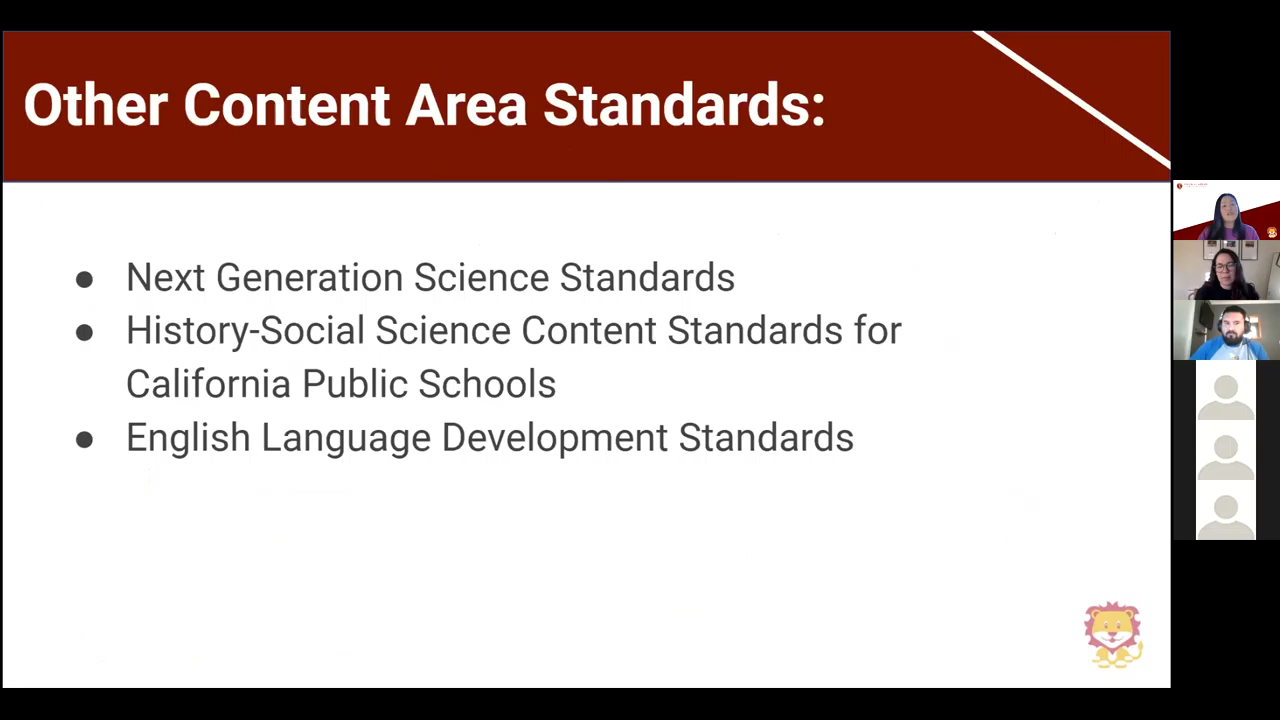 Other Content Area Standards:
● Next Generation Science Standards
● History-Social Science Content Standards for
California Public Schools
● English Language Development Standards